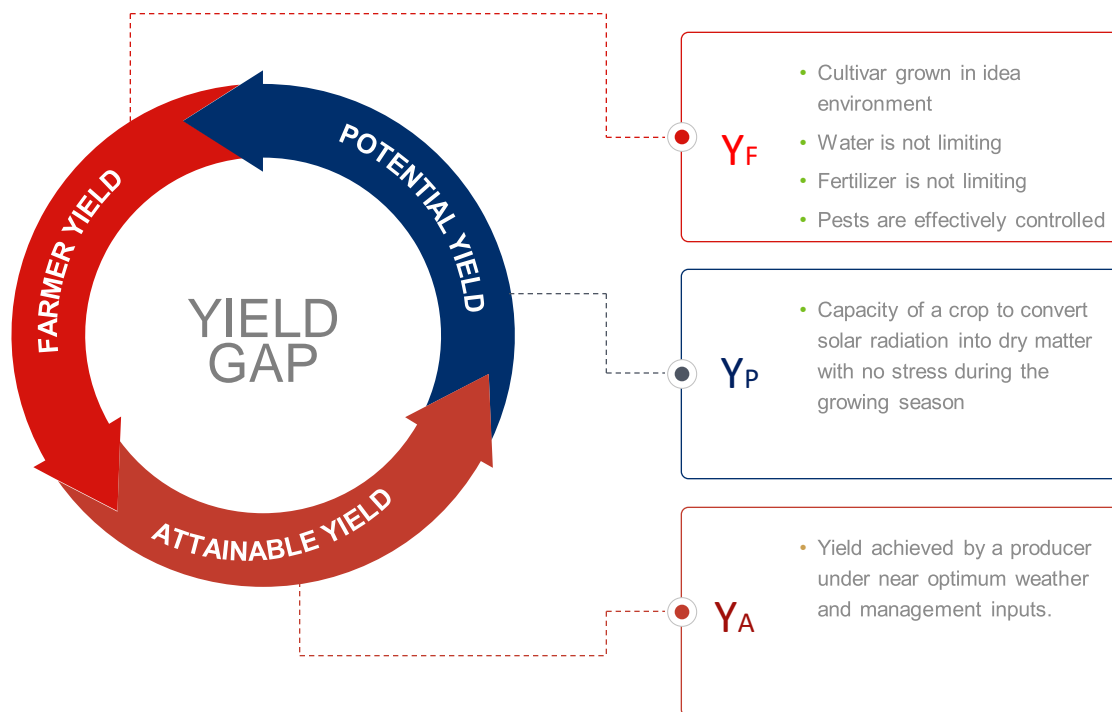 FARMER YIELD
POTENTIAL YIELD
ATTAINABLE YIELD
YIELD
GAP
YF
• Cultivar grown in idea
environment
• Water is not limiting
• Fertilizer is not limiting
• Pests are effectively controlled
YP
• Capacity of a crop to convert
solar radiation into dry matter
with no stress during the
growing season
YA
• Yield achieved by a producer
under near optimum weather
and management inputs.